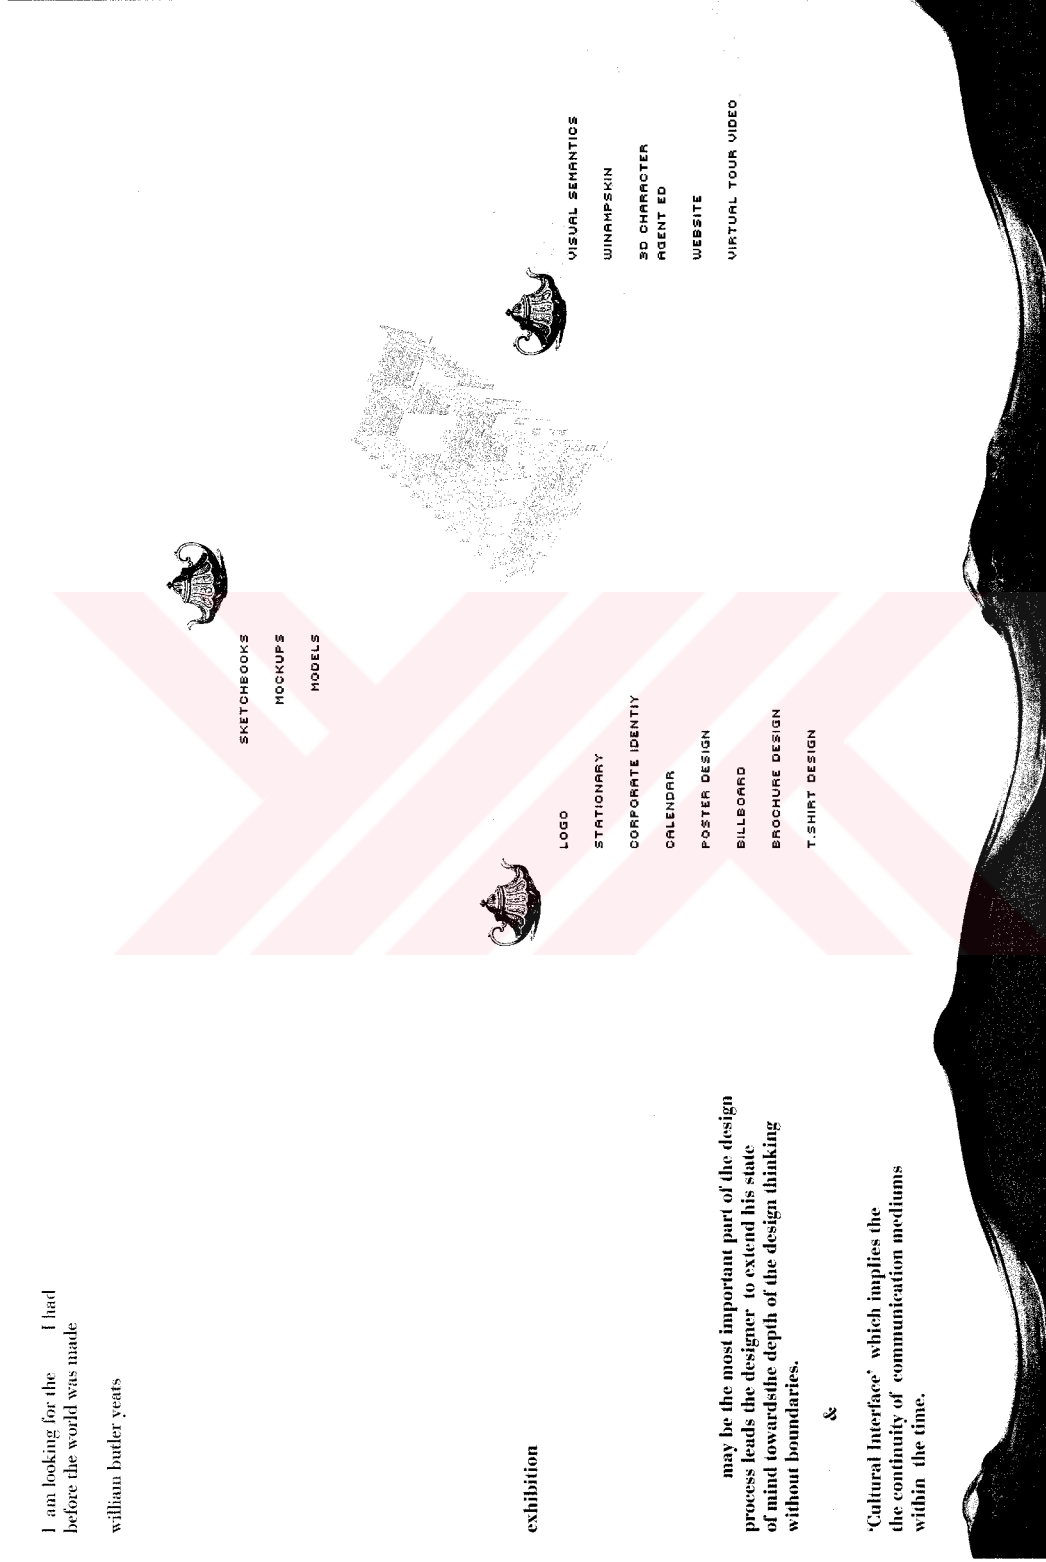 I am looking for the I had
before the world was made
william butler yeats
exhibition
may be the most important part of the design
process leads the designer to extend his state
of mind towardsthe depth of the design thinking
without boundaries.
&
'Cultural Interface' which implies the
the continuity of communication mediums
within the time.
SKETCHBOOKS
MOCKUPS
MODELS
LOGO
STATIONARY
CORPORATE IDENTIY
CALENDAR
POSTER DESIGN
BILLBOARD
BROCHURE DESIGN
T.SHIRT DESIGN
VISUAL SEMANTICS
WINAMPSKIN
3D CHARACTER
AGENT ED
WEBSITE
VIRTUAL TOUR VIDEO